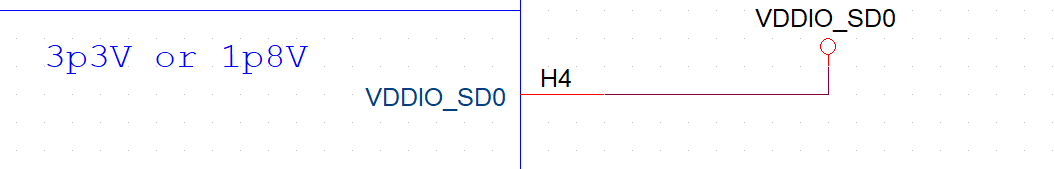 VDDIO_SD0
3p3V or 1p8V
H4
VDDIO_SD0